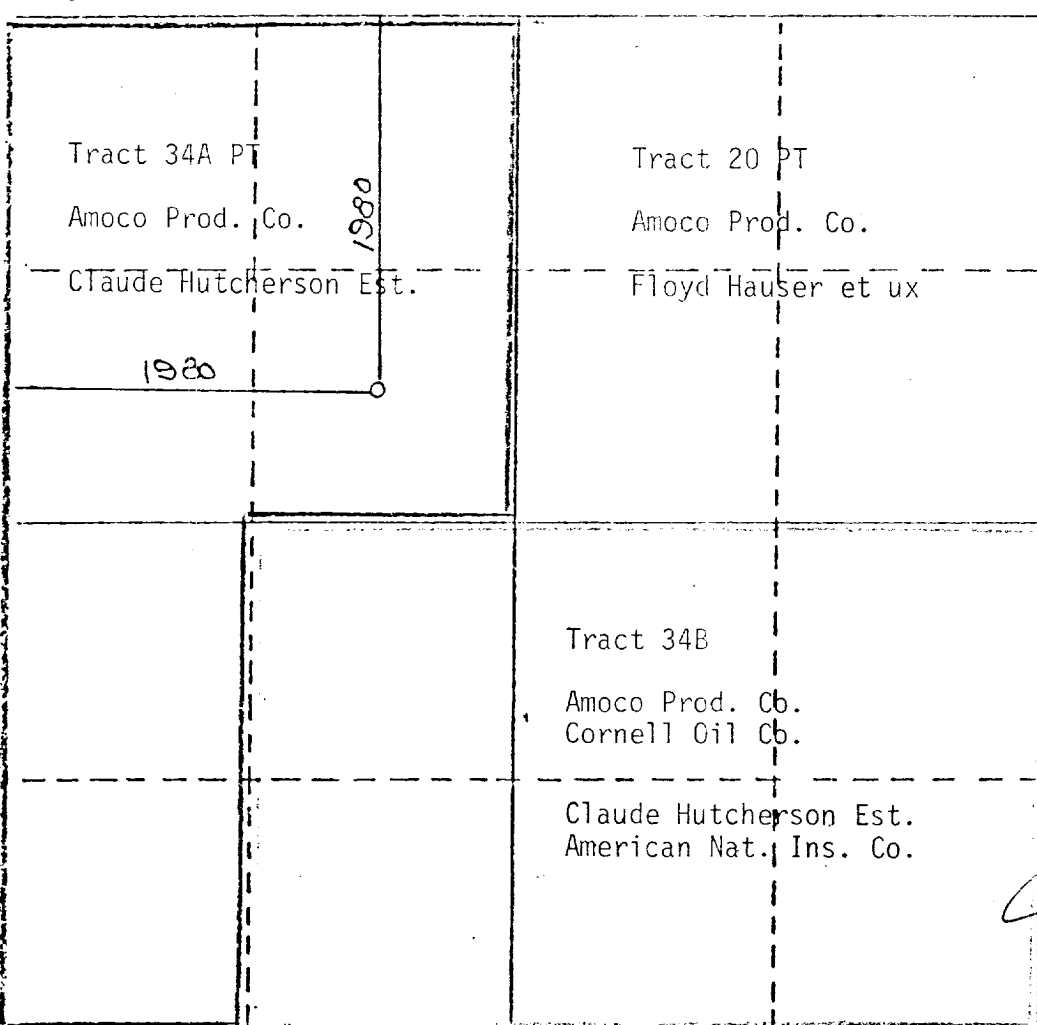 Tract 34A PT
Amoco Prod. Co.
Claude Hutcherson Est.
1980
1980
Tract 20 PT
Amoco Prod. Co.
Floyd Hauser et ux
Tract 34B
Amoco Prod. Co.
Cornell Oil Co.
Claude Hutcherson Est.
American Nat. Ins. Co.